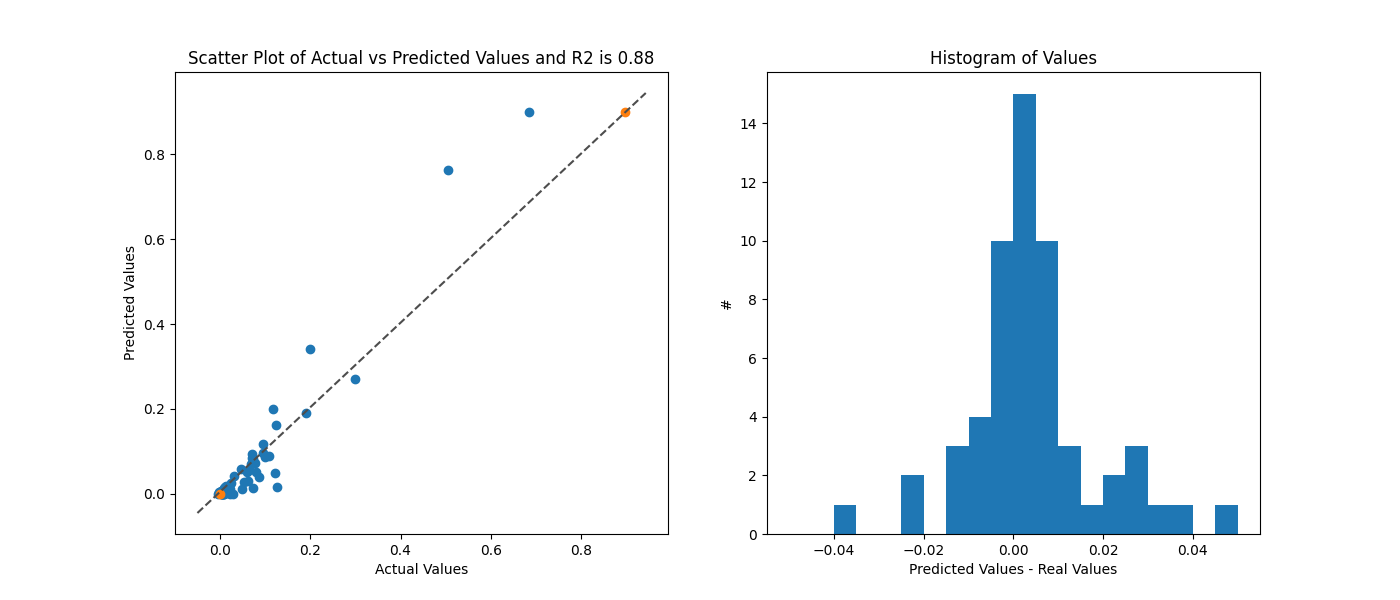 Scatter Plot of Actual vs Predicted Values and R2 is 0.88
Predicted Values
0.8
0.6
0.4
0.2
0.0
0.0 0.2 0.4 0.6 0.8
Actual Values
Histogram of Values
#
14
12
10
8
6
4
2
0
−0.04 −0.02 0.00 0.02 0.04
Predicted Values - Real Values